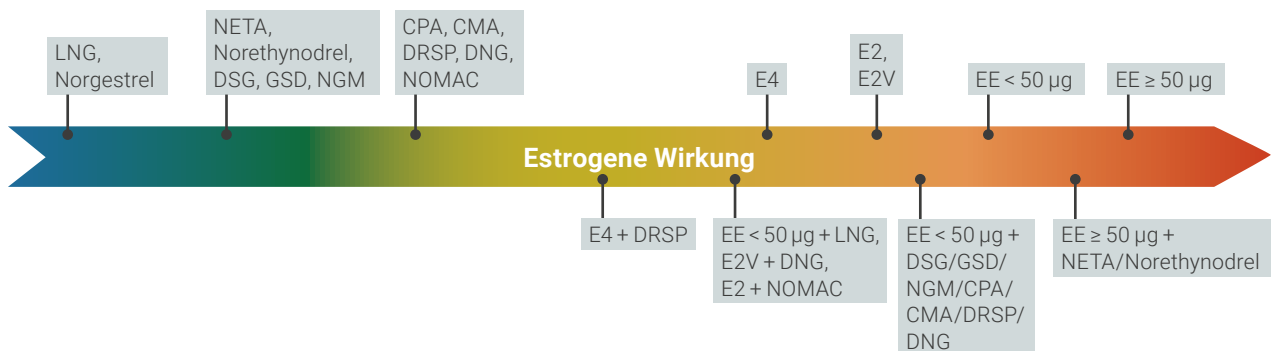 LNG,
Norgestrel
NETA,
Norethynodrel,
DSG, GSD, NGM
CPA, CMA,
DRSP, DNG,
NOMAC
E4
E2,
E2V
EE < 50 µg
EE ≥ 50 µg
Estrogene Wirkung
E4 + DRSP
EE < 50 µg + LNG,
E2V + DNG,
E2 + NOMAC
EE < 50 µg +
DSG/GSD/
NGM/CPA/
CMA/DRSP/
DNG
EE ≥ 50 µg +
NETA/Norethynodrel